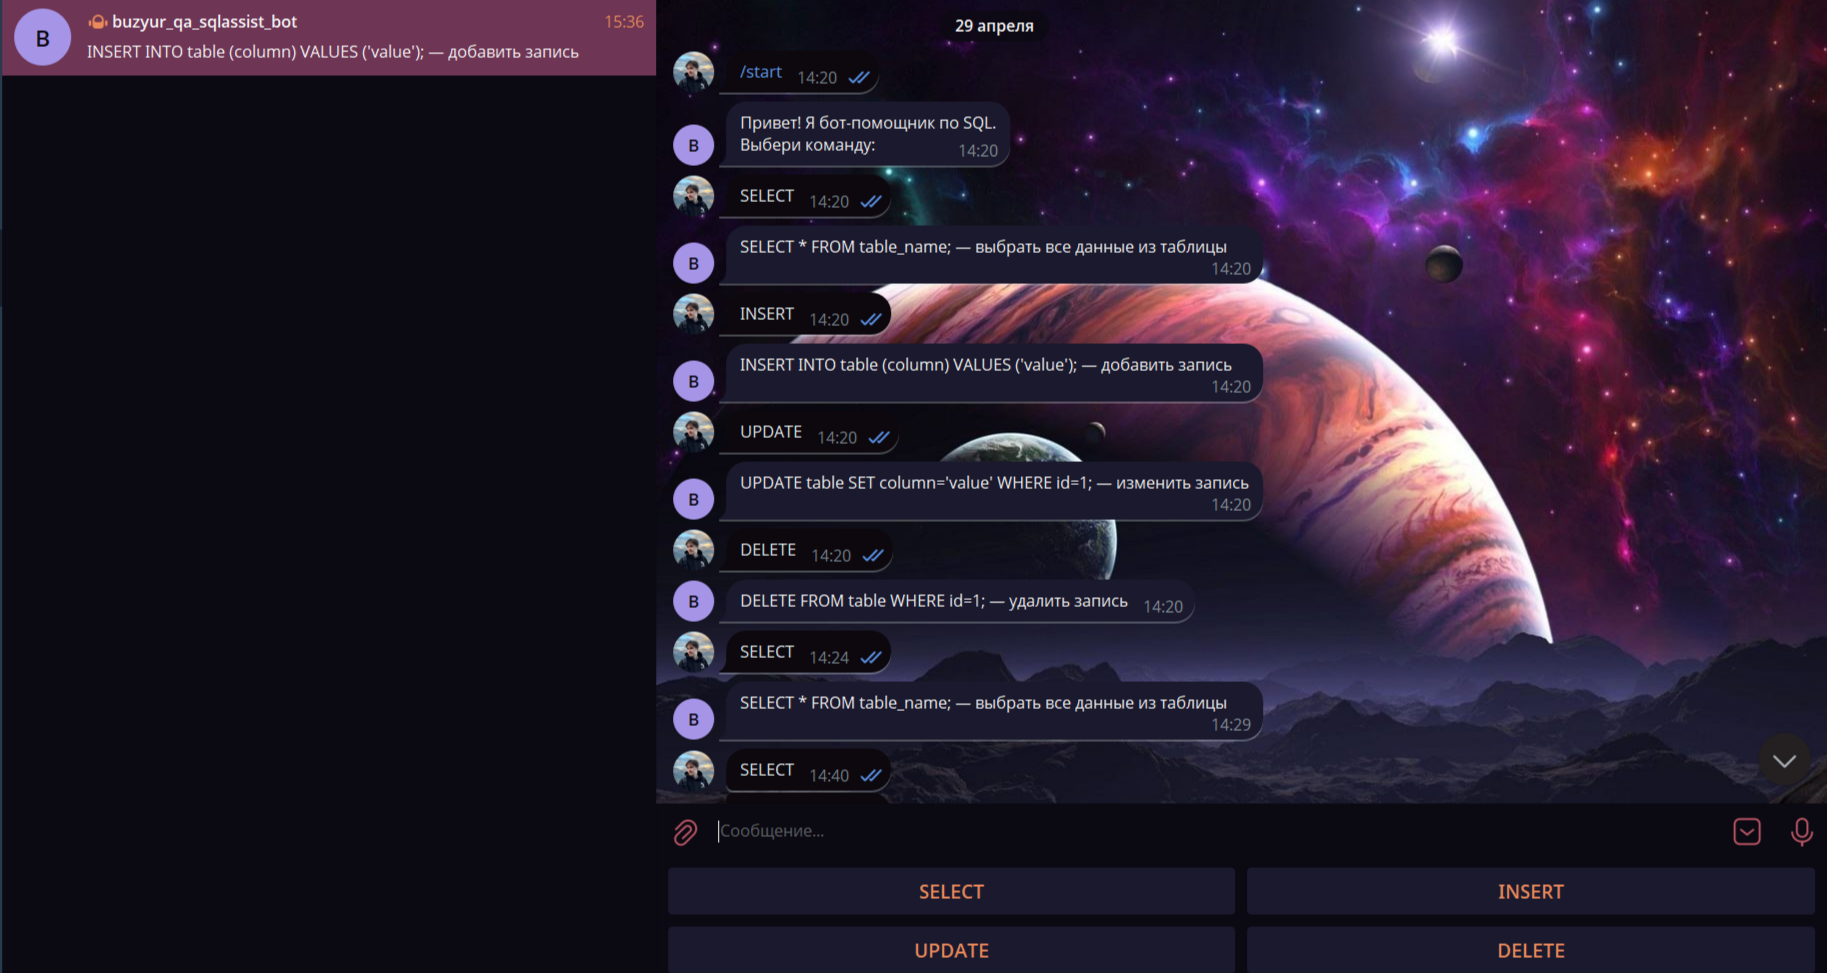 B
buzyur_qa_sqlassist_bot 15:36
INSERT INTO table (column) VALUES ('value'); — добавить запись
29 апреля
/start 14:20
B
Привет! Я бот-помощник по SQL.
Выбери команду: 14:20
SELECT 14:20
B
SELECT * FROM table_name; — выбрать все данные из таблицы
14:20
INSERT 14:20
B
INSERT INTO table (column) VALUES ('value'); — добавить запись
14:20
UPDATE 14:20
B
UPDATE table SET column='value' WHERE id=1; — изменить запись
14:20
DELETE 14:20
B
DELETE FROM table WHERE id=1; — удалить запись 14:20
SELECT 14:24
B
SELECT * FROM table_name; — выбрать все данные из таблицы
14:29
SELECT 14:40
Сообщение...
SELECT INSERT
UPDATE DELETE